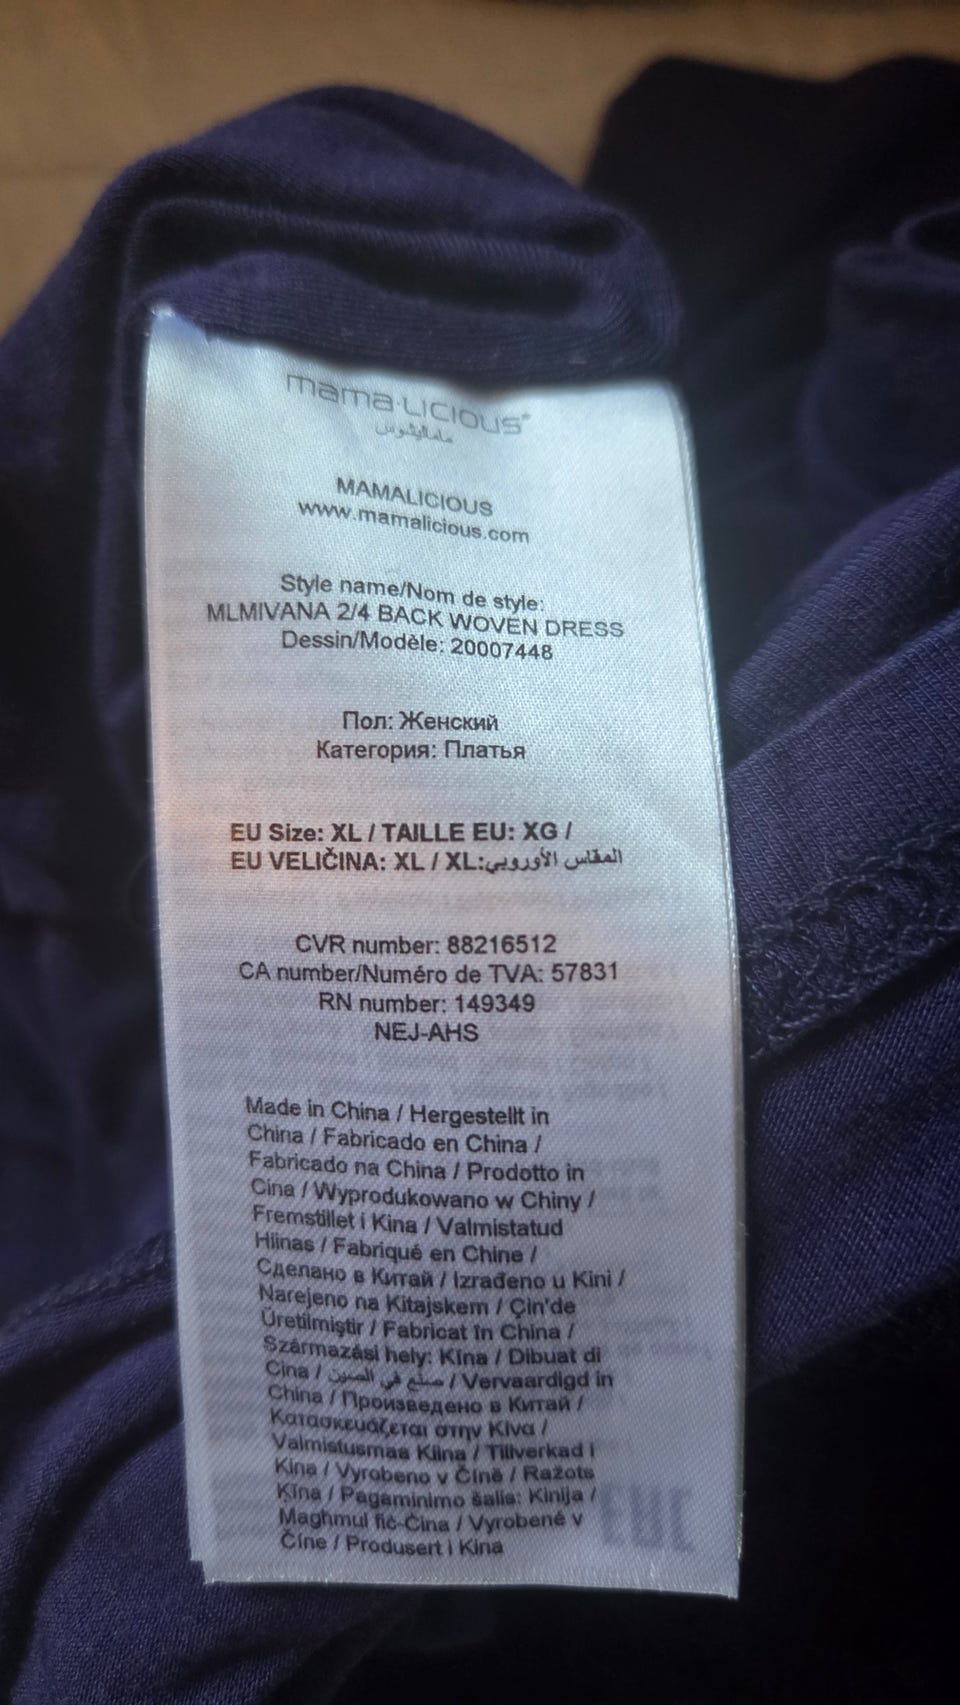 mama·LICIOUS
ماماليشوس
MAMALICIOUS
www.mamalicious.com
Style name/Nom de style:
MLMIVANA 2/4 BACK WOVEN DRESS
Dessin/Modèle: 20007448
Пол: Женский
Категория: Платья
EU Size: XL / TAILLE EU: XG /
EU VELIČINA: XL / XL:المقاس الأوروبي
CVR number: 88216512
CA number/Numéro de TVA: 57831
RN number: 149349
NEJ-AHS
Made in China / Hergestellt in
China / Fabricado en China /
Fabricado na China / Prodotto in
Cina / Wyprodukowano w Chiny /
Fremstillet i Kina / Valmistatud
Hiinas / Fabriqué en Chine /
Сделано в Китай / Izrađeno u Kini /
Narejeno na Kitajskem / Çin'de
Üretilmiştir / Fabricat în China /
Származási hely: Kína / Dibuat di
Cina / صنع في الصين / Vervaardigd in
China / Произведено в Китай /
Κατασκευάζεται στην Κίνα /
Valmistusmaa Kiina / Tillverkad i
Kina / Vyrobeno v Číně / Ražots
Ķīna / Pagaminimo šalis: Kinija /
Magħmul fiċ-Ċina / Vyrobené v
Číne / Produsert i Kina